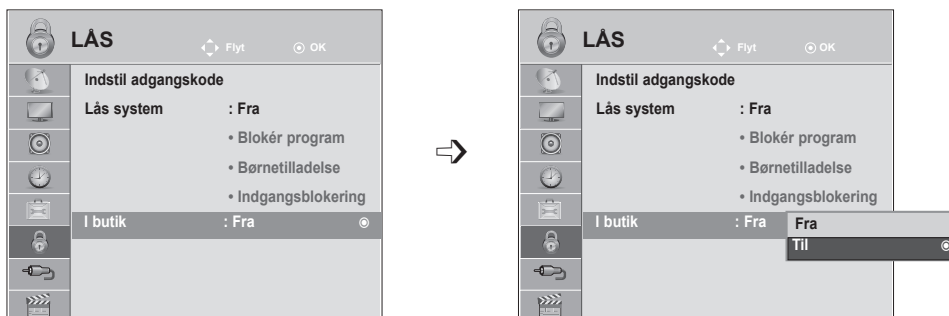 LÅS
Flyt
OK
Indstil adgangskode
Lås system : Fra
• Blokér program
• Børnetilladelse
• Indgangsblokering
I butik : Fra
LÅS
Flyt
OK
Indstil adgangskode
Lås system : Fra
• Blokér program
• Børnetilladelse
• Indgangsblokering
I butik : Fra
Fra
Til